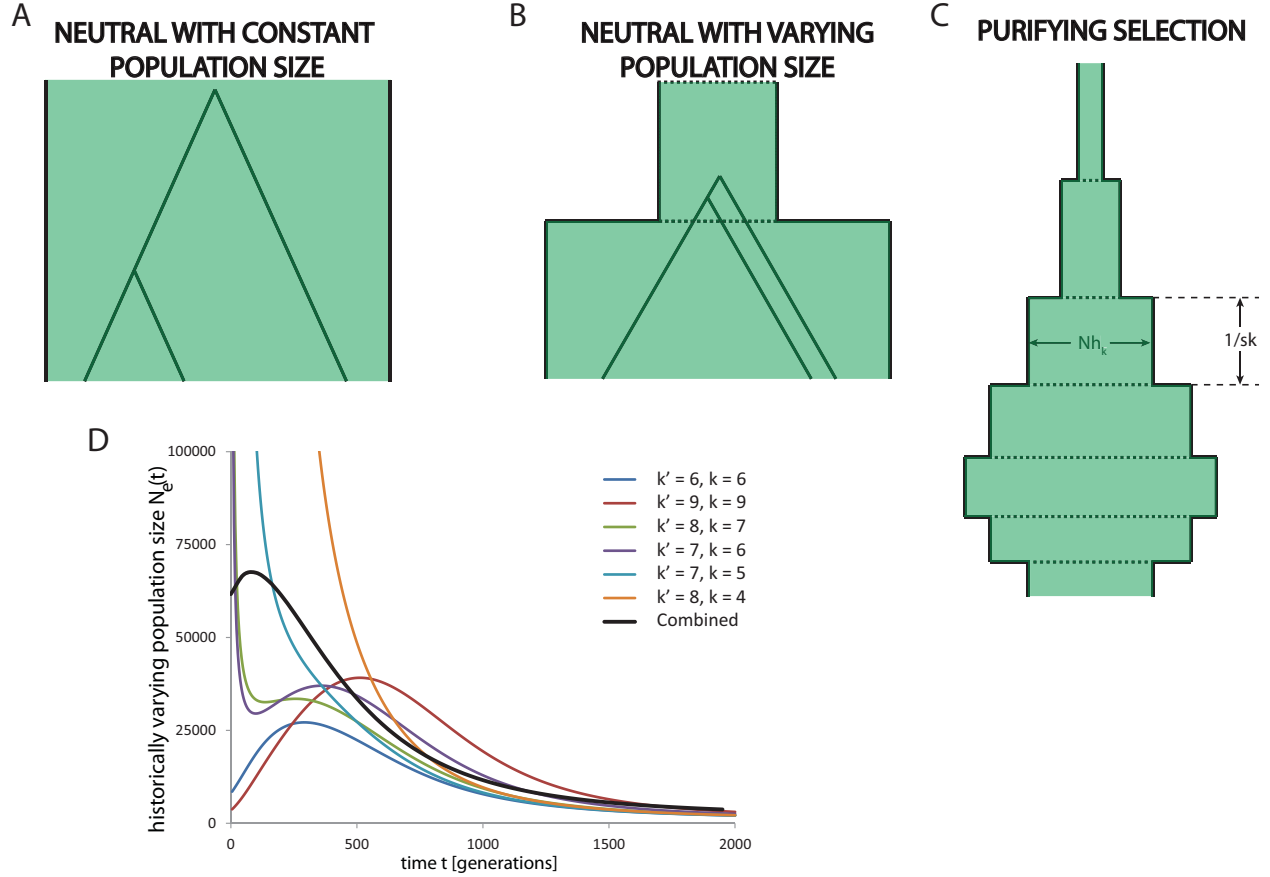 A
NEUTRAL WITH CONSTANT
POPULATION SIZE
B
NEUTRAL WITH VARYING
POPULATION SIZE
C
PURIFYING SELECTION
Nhk
1/sk
D
historically varying population size Ne(t)
100000
75000
50000
25000
0
0
500
1000
1500
2000
time t [generations]
k' = 6, k = 6
k' = 9, k = 9
k' = 8, k = 7
k' = 7, k = 6
k' = 7, k = 5
k' = 8, k = 4
Combined